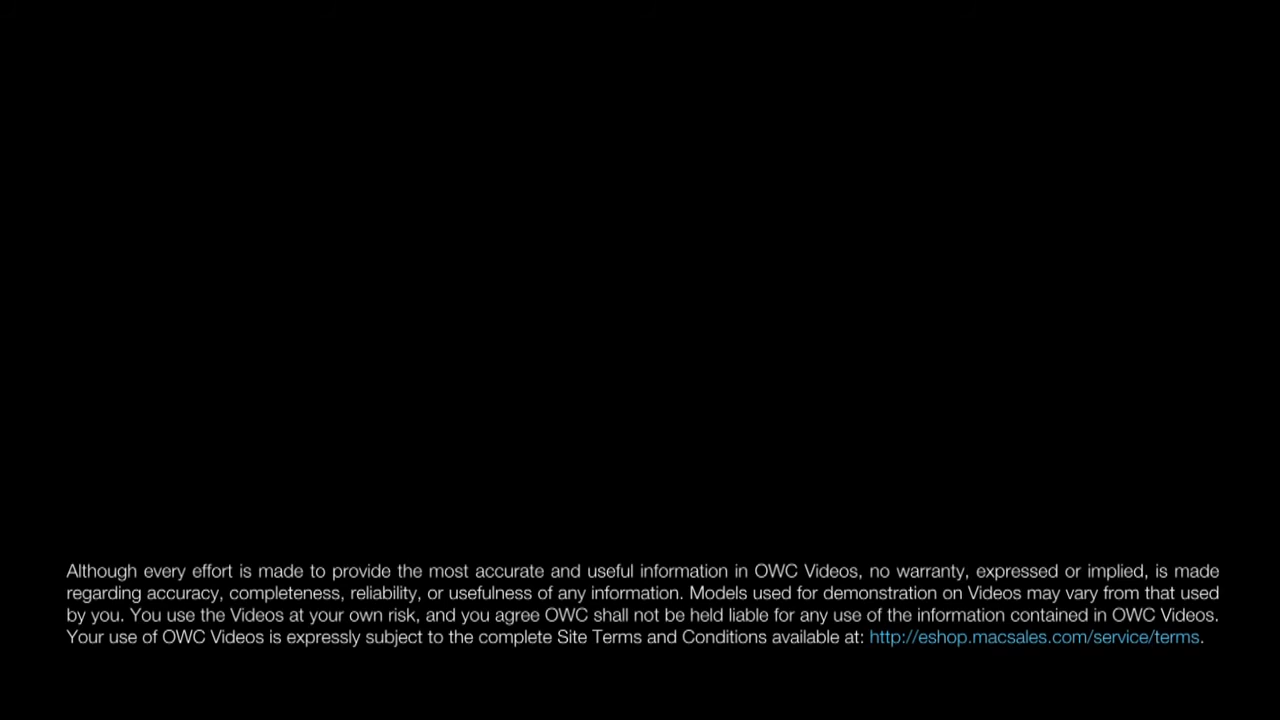 Although every effort is made to provide the most accurate and useful information in OWC Videos, no warranty, expressed or implied, is made
regarding accuracy, completeness, reliability, or usefulness of any information. Models used for demonstration on Videos may vary from that used
by you. You use the Videos at your own risk, and you agree OWC shall not be held liable for any use of the information contained in OWC Videos.
Your use of OWC Videos is expressly subject to the complete Site Terms and Conditions available at: http://eshop.macsales.com/service/terms.